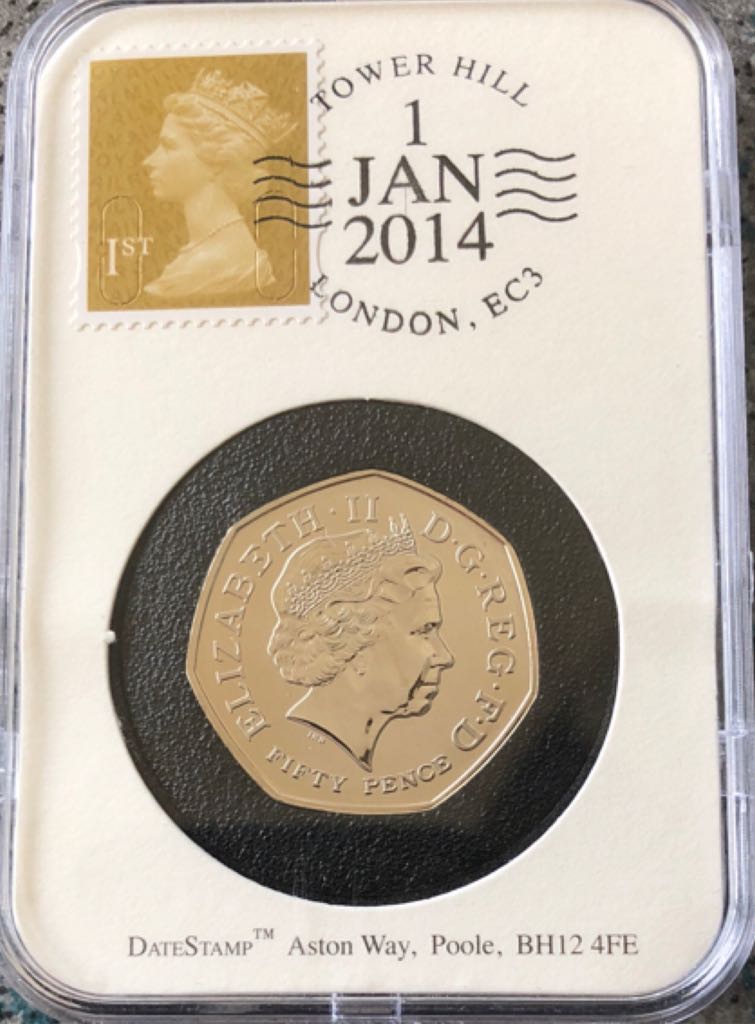 1ST
TOWER HILL
1
JAN
2014
LONDON, EC3
ELIZABETH · II D · G · REG · F · D
FIFTY PENCE
DATESTAMP™ Aston Way, Poole, BH12 4FE